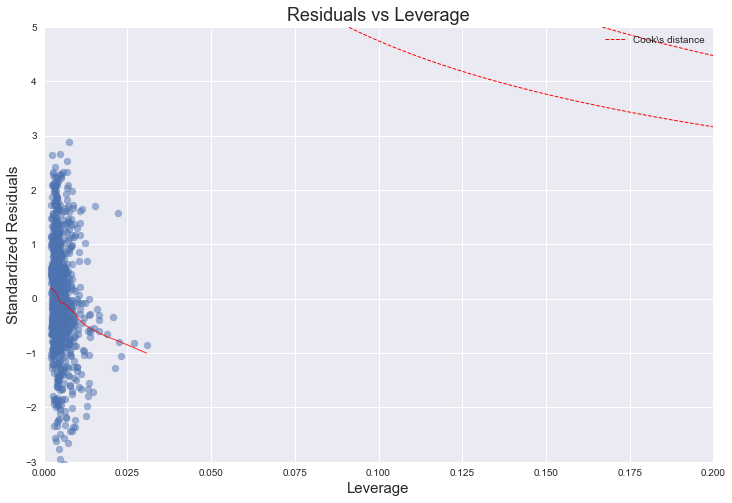 Residuals vs Leverage
5
4
3
2
1
0
−1
−2
−3
Standardized Residuals
Cook\s distance
0.000 0.025 0.050 0.075 0.100 0.125 0.150 0.175 0.200
Leverage